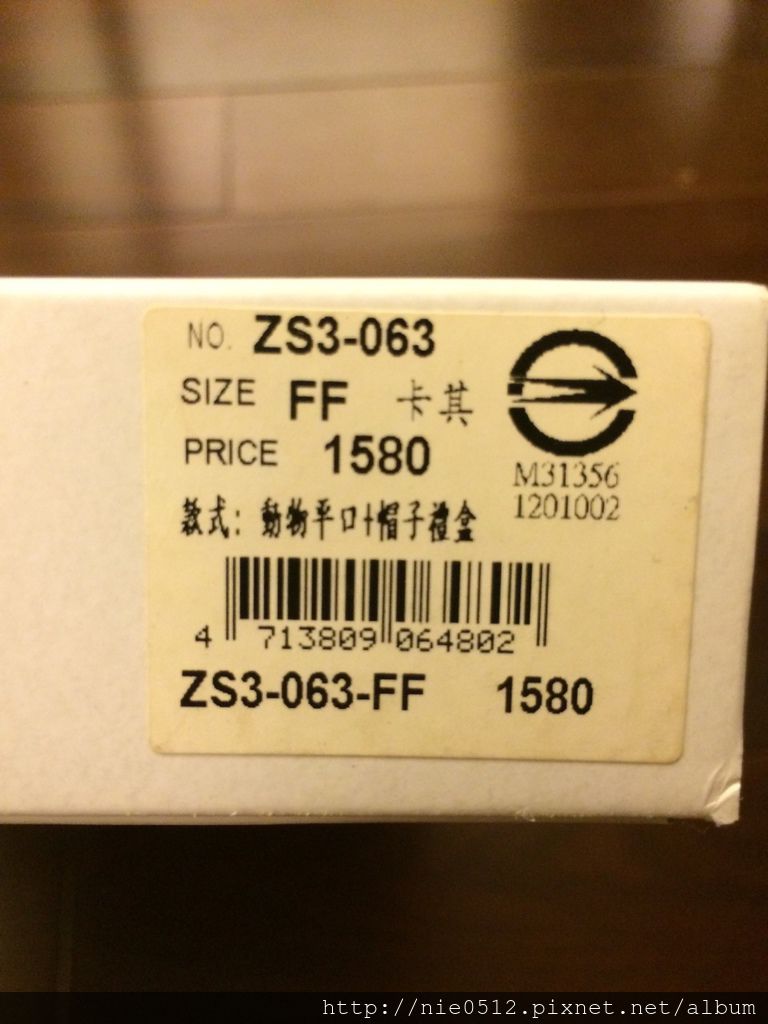 NO. ZS3-063
SIZE FF 卡其
PRICE 1580
M31356
1201002
款式: 動物平口+帽子禮盒
4 713809 064802
ZS3-063-FF 1580
http://nie0512.pixnet.net/album